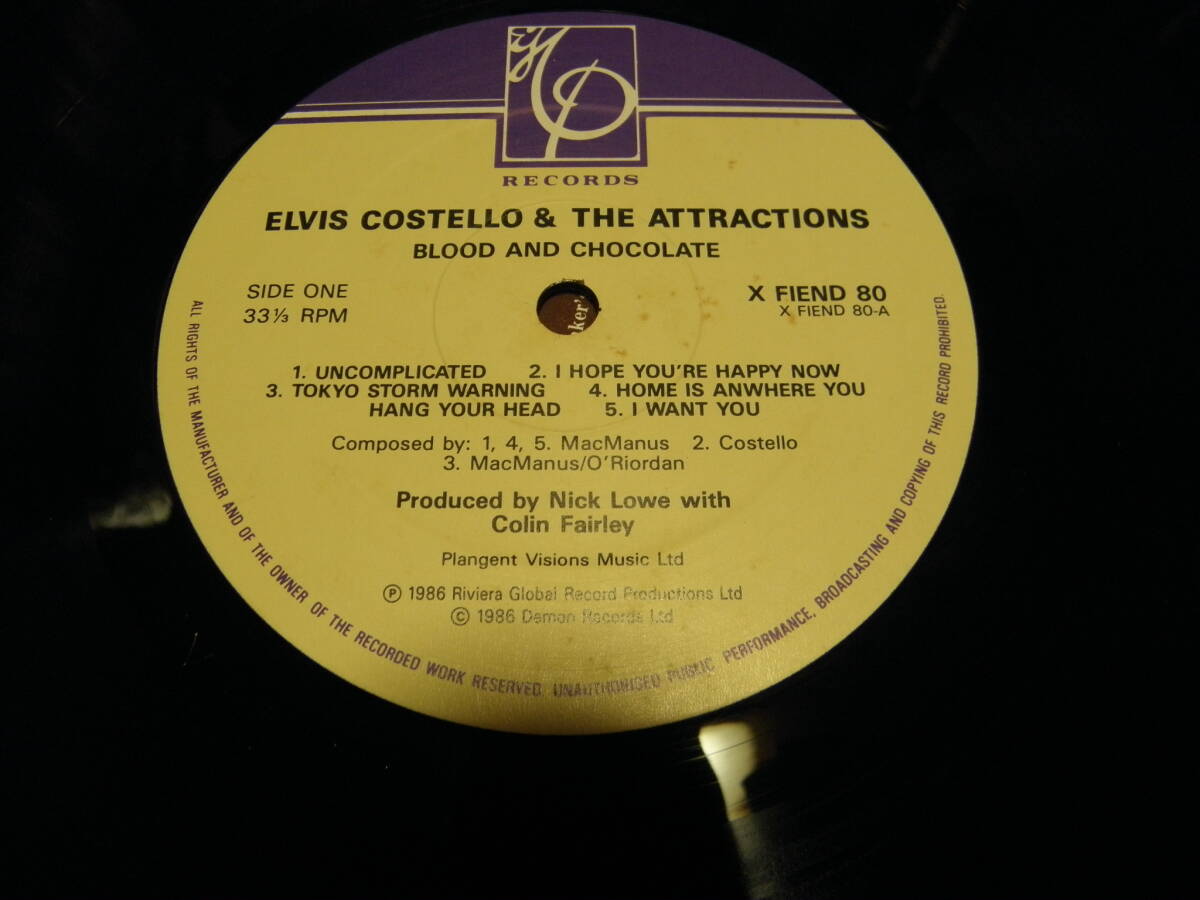 imp
RECORDS
ELVIS COSTELLO & THE ATTRACTIONS
BLOOD AND CHOCOLATE
SIDE ONE
33⅓ RPM
X FIEND 80
X FIEND 80-A
ker'
1. UNCOMPLICATED 2. I HOPE YOU'RE HAPPY NOW
3. TOKYO STORM WARNING 4. HOME IS ANWHERE YOU
HANG YOUR HEAD 5. I WANT YOU
Composed by: 1, 4, 5. MacManus 2. Costello
3. MacManus/O'Riordan
Produced by Nick Lowe with
Colin Fairley
Plangent Visions Music Ltd
℗ 1986 Riviera Global Record Productions Ltd
© 1986 Demon Records Ltd
ALL RIGHTS OF THE MANUFACTURER AND OF THE OWNER OF THE RECORDED WORK RESERVED. UNAUTHORISED PUBLIC PERFORMANCE, BROADCASTING AND COPYING OF THIS RECORD PROHIBITED.